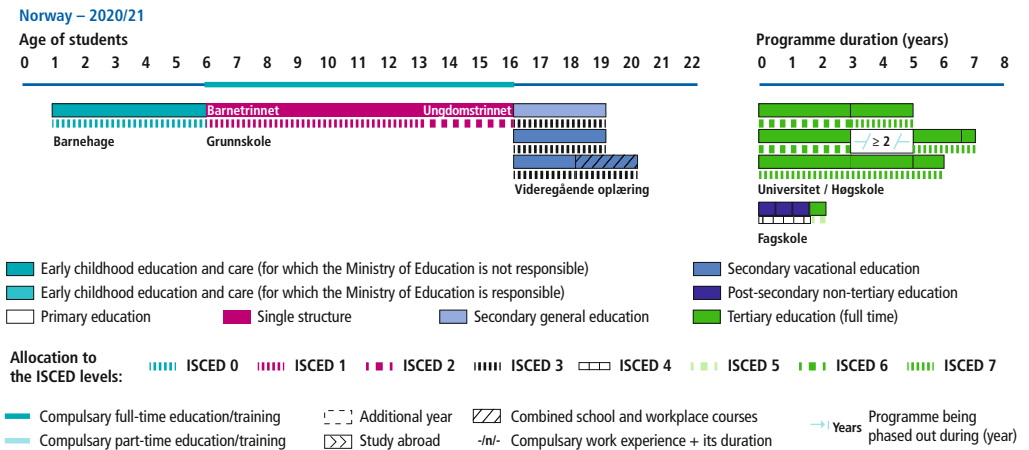 Norway – 2020/21
Age of students
Programme duration (years)
0 1 2 3 4 5 6 7 8 9 10 11 12 13 14 15 16 17 18 19 20 21 22
0 1 2 3 4 5 6 7 8
Barnetrinnet
Ungdomstrinnet
Barnehage
Grunnskole
≥ 2
Videregående oplæring
Universitet / Høgskole
Fagskole
Early childhood education and care (for which the Ministry of Education is not responsible)
Secondary vacational education
Early childhood education and care (for which the Ministry of Education is responsible)
Post-secondary non-tertiary education
Primary education
Single structure
Secondary general education
Tertiary education (full time)
Allocation to
the ISCED levels:
ISCED 0
ISCED 1
ISCED 2
ISCED 3
ISCED 4
ISCED 5
ISCED 6
ISCED 7
Compulsary full-time education/training
Additional year
Combined school and workplace courses
Years
Programme being
phased out during (year)
Compulsary part-time education/training
Study abroad
-/n/-
Compulsary work experience + its duration